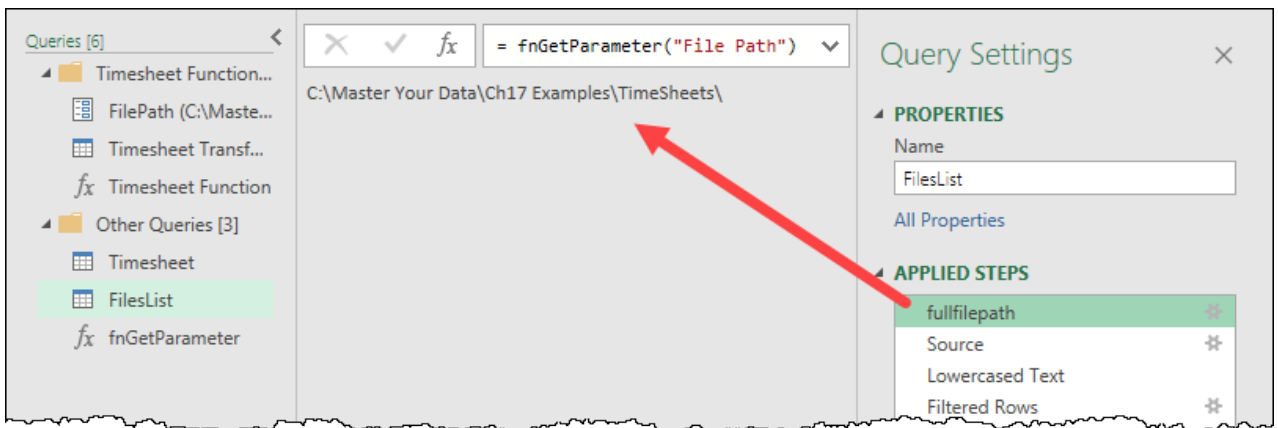 Queries [6]
Timesheet Function...
FilePath (C:\Maste...
Timesheet Transf...
fx Timesheet Function
Other Queries [3]
Timesheet
FilesList
fx fnGetParameter
fx = fnGetParameter("File Path")
C:\Master Your Data\Ch17 Examples\TimeSheets\
Query Settings
PROPERTIES
Name
FilesList
All Properties
APPLIED STEPS
fullfilepath
Source
Lowercased Text
Filtered Rows